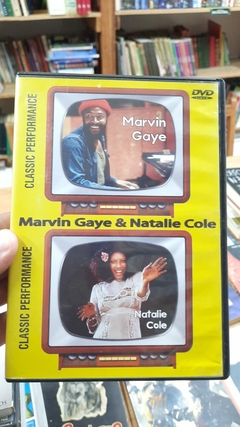 DVD
CLASSIC PERFORMANCE
Marvin
Gaye
Marvin Gaye & Natalie Cole
CLASSIC PERFORMANCE
Natalie
Cole